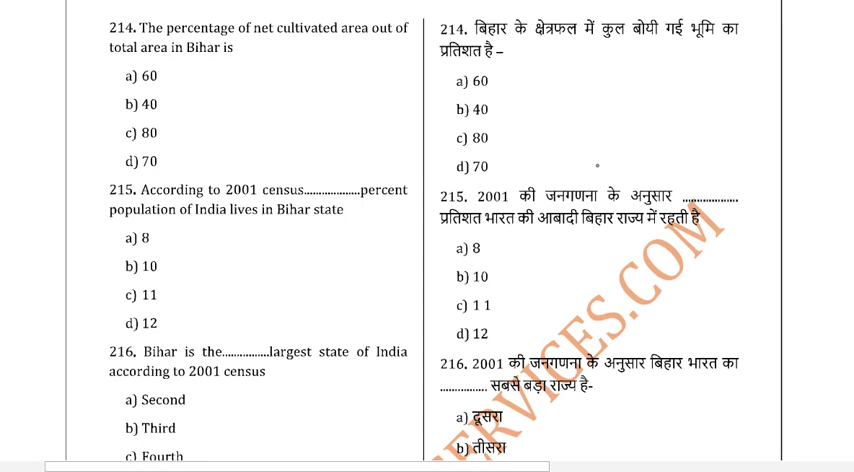 214. The percentage of net cultivated area out of
total area in Bihar is
a) 60
b) 40
c) 80
d) 70
215. According to 2001 census...................percent
population of India lives in Bihar state
a) 8
b) 10
c) 11
d) 12
216. Bihar is the................largest state of India
according to 2001 census
a) Second
b) Third
c) Fourth
214. बिहार के क्षेत्रफल में कुल बोयी गई भूमि का
प्रतिशत है –
a) 60
b) 40
c) 80
d) 70
215. 2001 की जनगणना के अनुसार ...................
प्रतिशत भारत की आबादी बिहार राज्य में रहती है
a) 8
b) 10
c) 1 1
d) 12
216. 2001 की जनगणना के अनुसार बिहार भारत का
................ सबसे बड़ा राज्य है-
a) दूसरा
b) तीसरा
SERVICES.COM